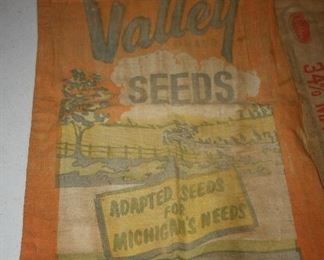 Valley
SEEDS
ADAPTED SEEDS
FOR
MICHIGAN'S NEEDS
34%